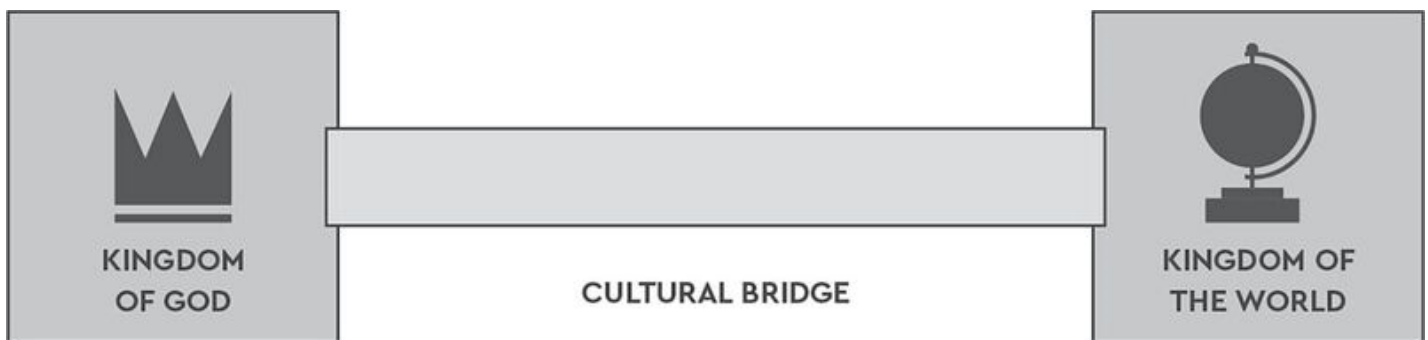 KINGDOM
OF GOD
CULTURAL BRIDGE
KINGDOM OF
THE WORLD